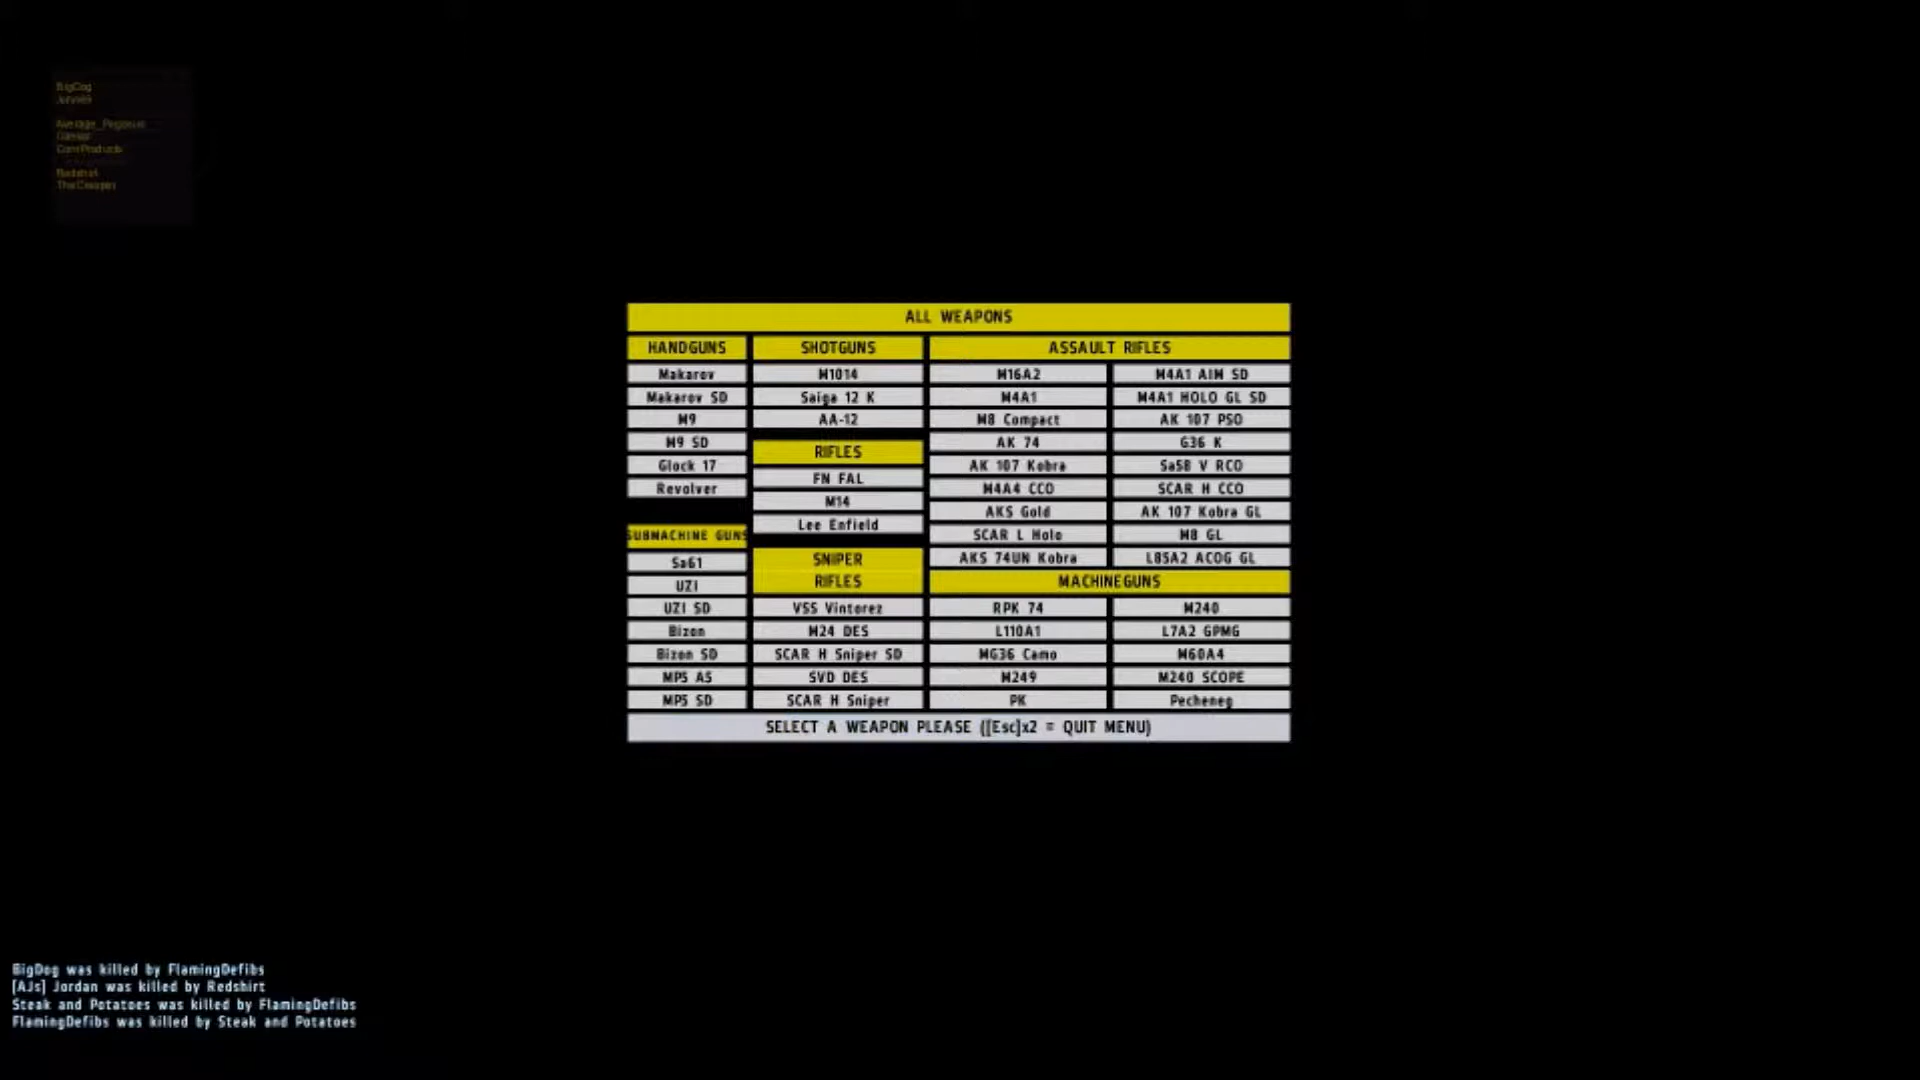 BigDog
Average_Pegasus
CornProducts
Redshirt
ALL WEAPONS
HANDGUNS
Makarov
Makarov SD
M9
M9 SD
Glock 17
Revolver
SUBMACHINE GUNS
Sa61
UZI
UZI SD
Bizon
Bizon SD
MP5 A5
MP5 SD
SHOTGUNS
M1014
Saiga 12 K
AA-12
RIFLES
FN FAL
M14
Lee Enfield
SNIPER
RIFLES
VSS Vintorez
M24 DES
SCAR H Sniper SD
SVD DES
SCAR H Sniper
ASSAULT RIFLES
M16A2
M4A1
M8 Compact
AK 74
AK 107 Kobra
M4A4 CCO
AKS Gold
SCAR L Holo
AKS 74UN Kobra
M4A1 AIM SD
M4A1 HOLO GL SD
AK 107 PSO
G36 K
Sa58 V RCO
SCAR H CCO
AK 107 Kobra GL
M8 GL
L85A2 ACOG GL
MACHINEGUNS
RPK 74
L110A1
MG36 Camo
M249
PK
M240
L7A2 GPMG
M60A4
M240 SCOPE
Pecheneg
SELECT A WEAPON PLEASE ([Esc]x2 = QUIT MENU)
BigDog was killed by FlamingDefibs
[AJs] Jordan was killed by Redshirt
Steak and Potatoes was killed by FlamingDefibs
FlamingDefibs was killed by Steak and Potatoes